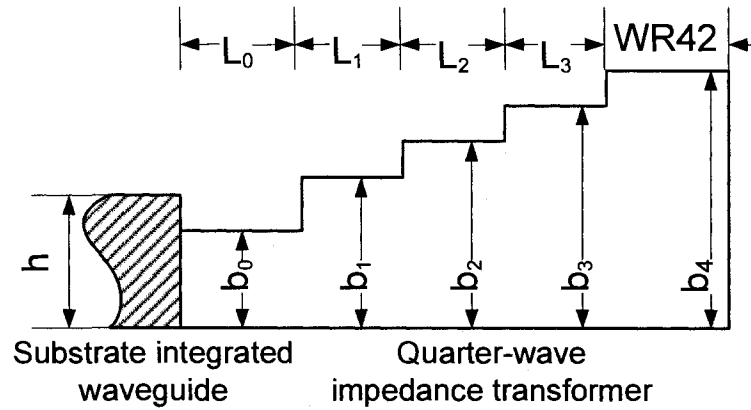 L₀ L₁ L₂ L₃ WR42
h b₀ b₁ b₂ b₃ b₄
Substrate integrated
waveguide
Quarter-wave
impedance transformer